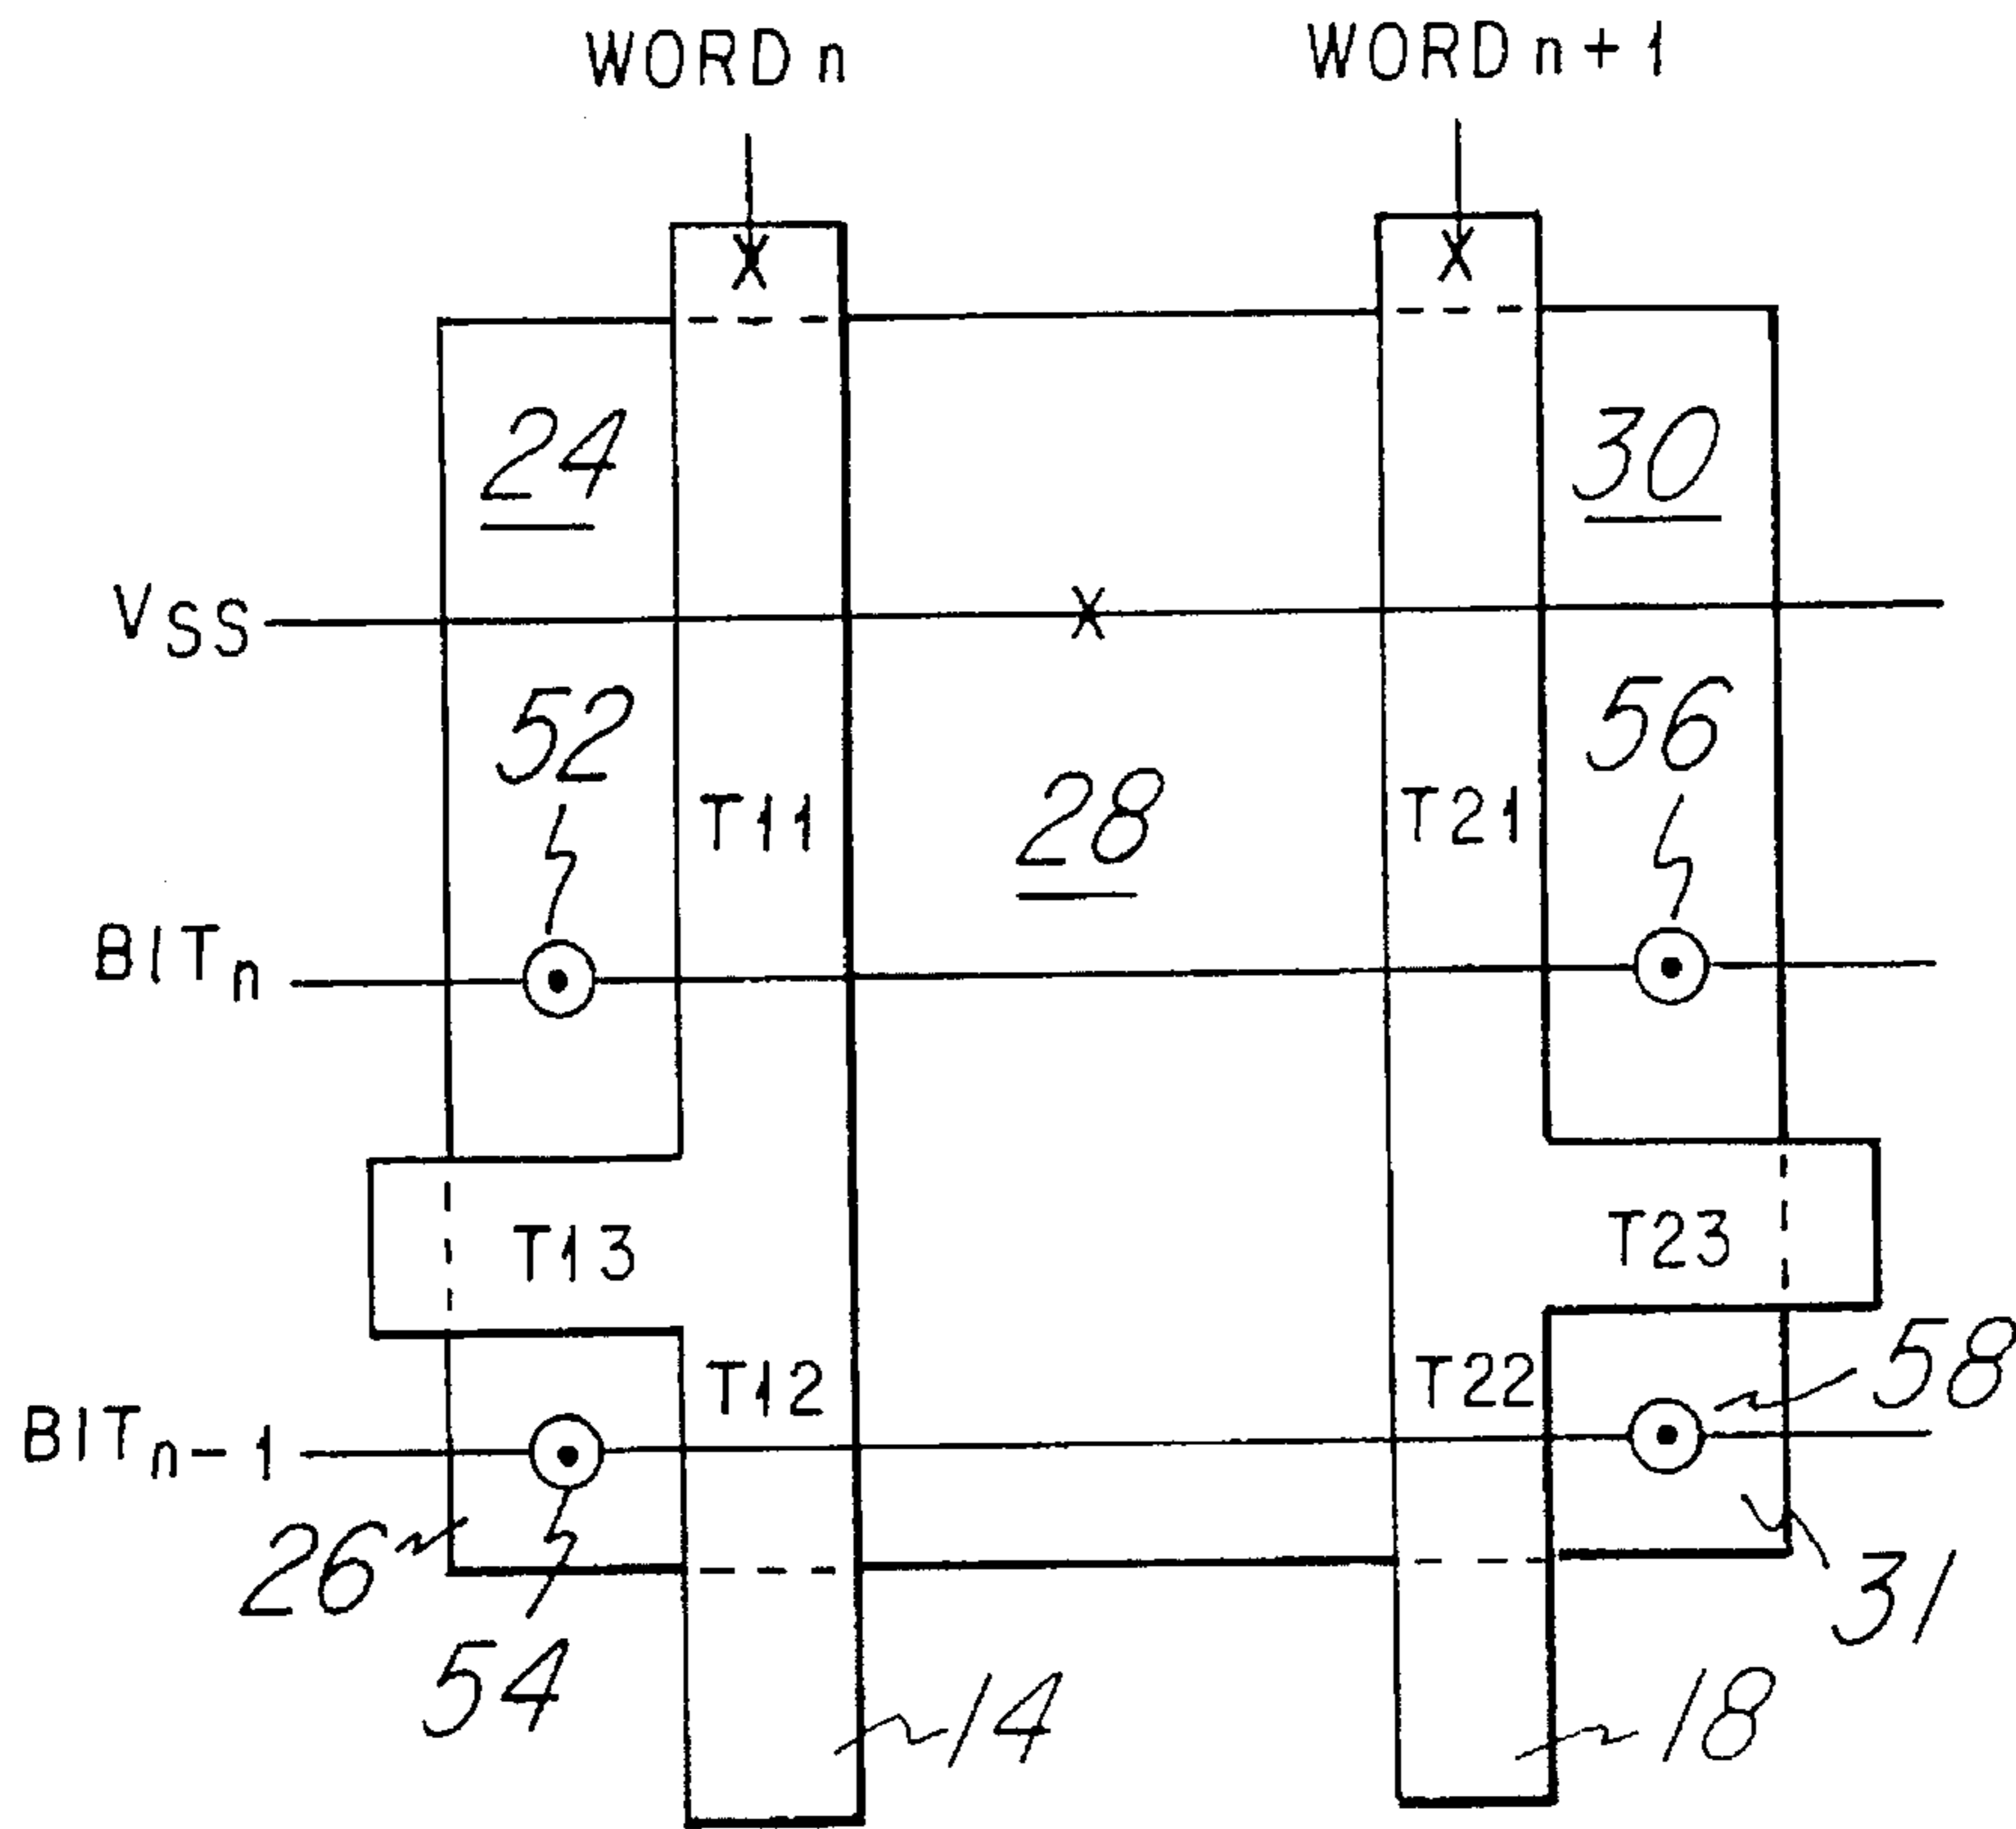 WORD n WORD n+1
24 30
VSS X
52 56
T11 28 T21
BITn
T13 T23
T12 T22 58
BITn-1
26 31
54 14 18